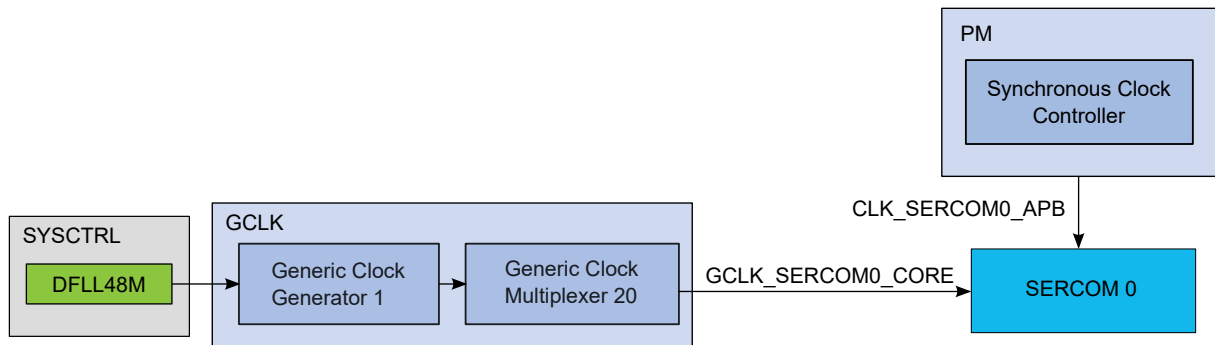 PM
Synchronous Clock
Controller
CLK_SERCOM0_APB
SYSCTRL
DFLL48M
GCLK
Generic Clock
Generator 1
Generic Clock
Multiplexer 20
GCLK_SERCOM0_CORE
SERCOM 0